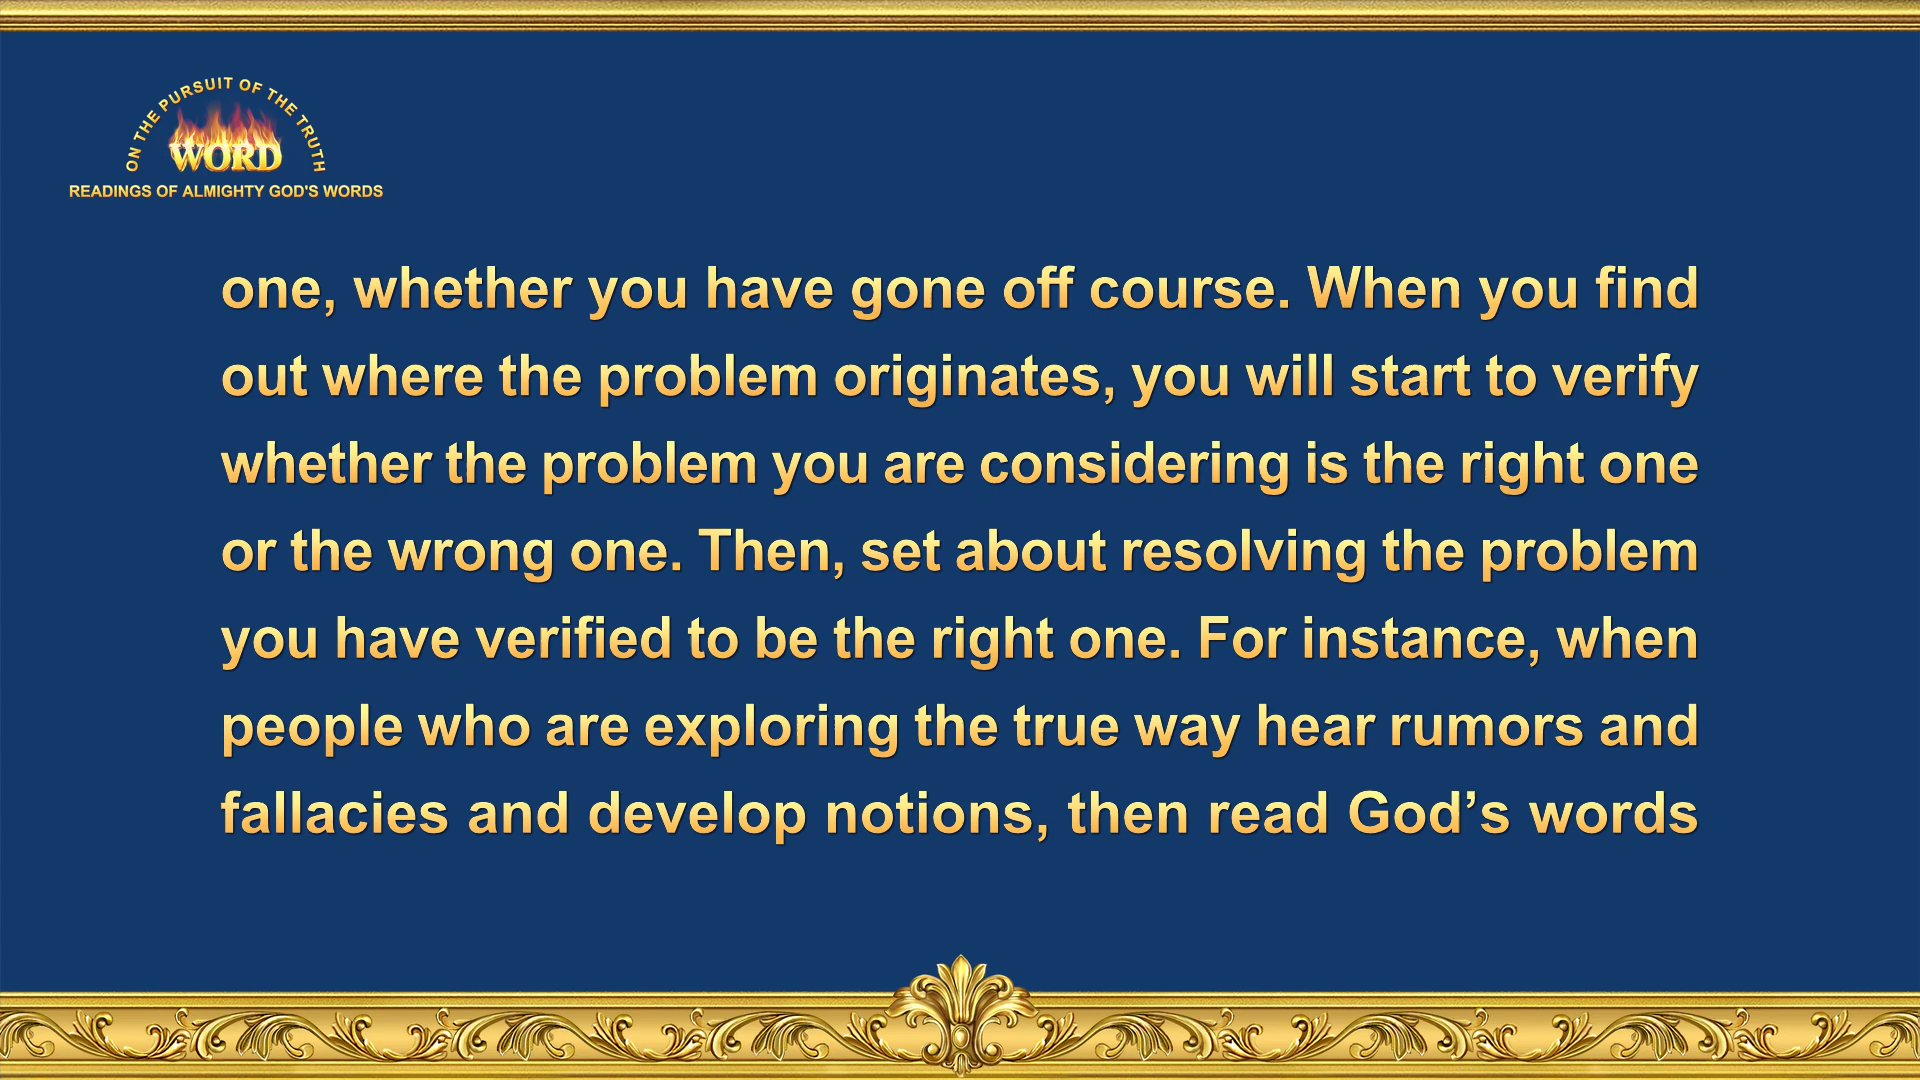 ON THE PURSUIT OF THE TRUTH
WORD
READINGS OF ALMIGHTY GOD'S WORDS
one, whether you have gone off course. When you find
out where the problem originates, you will start to verify
whether the problem you are considering is the right one
or the wrong one. Then, set about resolving the problem
you have verified to be the right one. For instance, when
people who are exploring the true way hear rumors and
fallacies and develop notions, then read God’s words